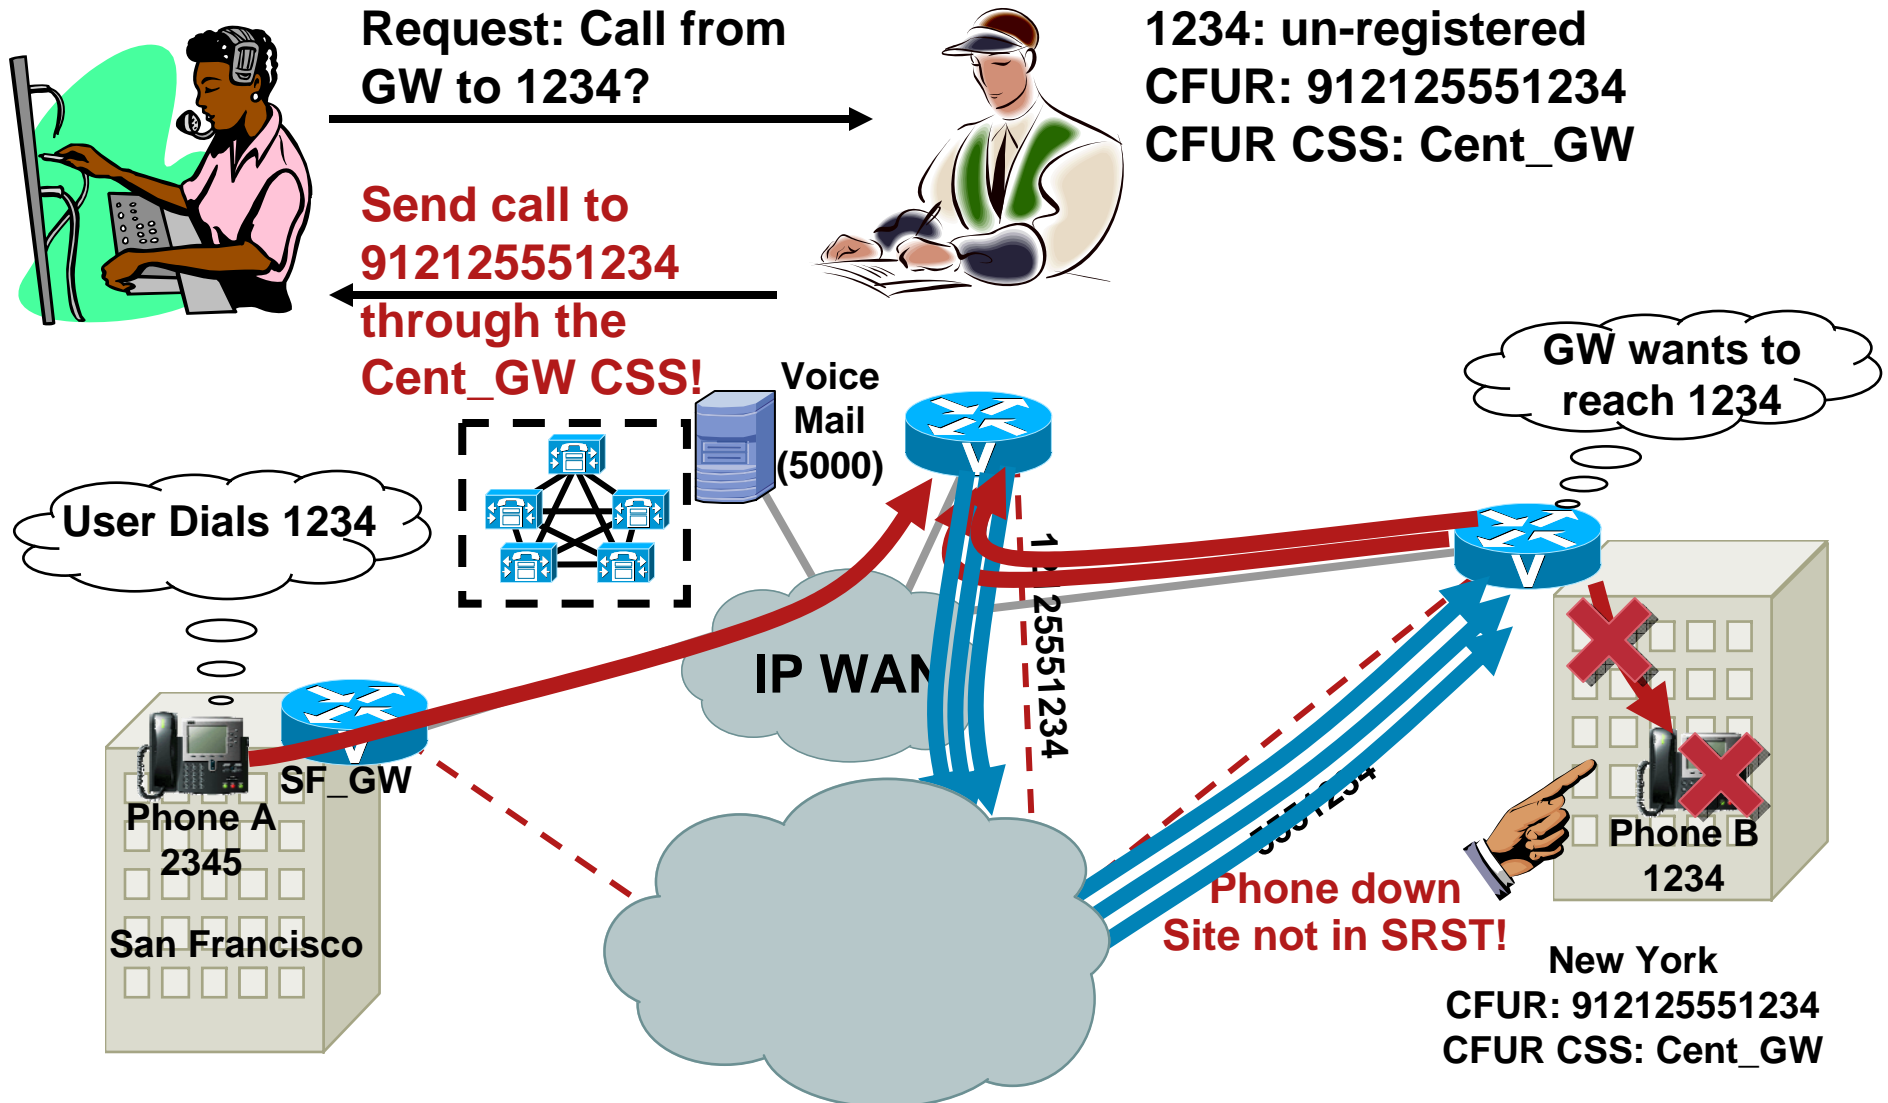 Request: Call from
GW to 1234?
1234: un-registered
CFUR: 912125551234
CFUR CSS: Cent_GW
Send call to
912125551234
through the
Cent_GW CSS!
Voice
Mail
(5000)
GW wants to
reach 1234
User Dials 1234
V
V
V
IP WAN
12125551234
5551234
SF_GW
Phone A
2345
San Francisco
Phone B
1234
Phone down
Site not in SRST!
New York
CFUR: 912125551234
CFUR CSS: Cent_GW